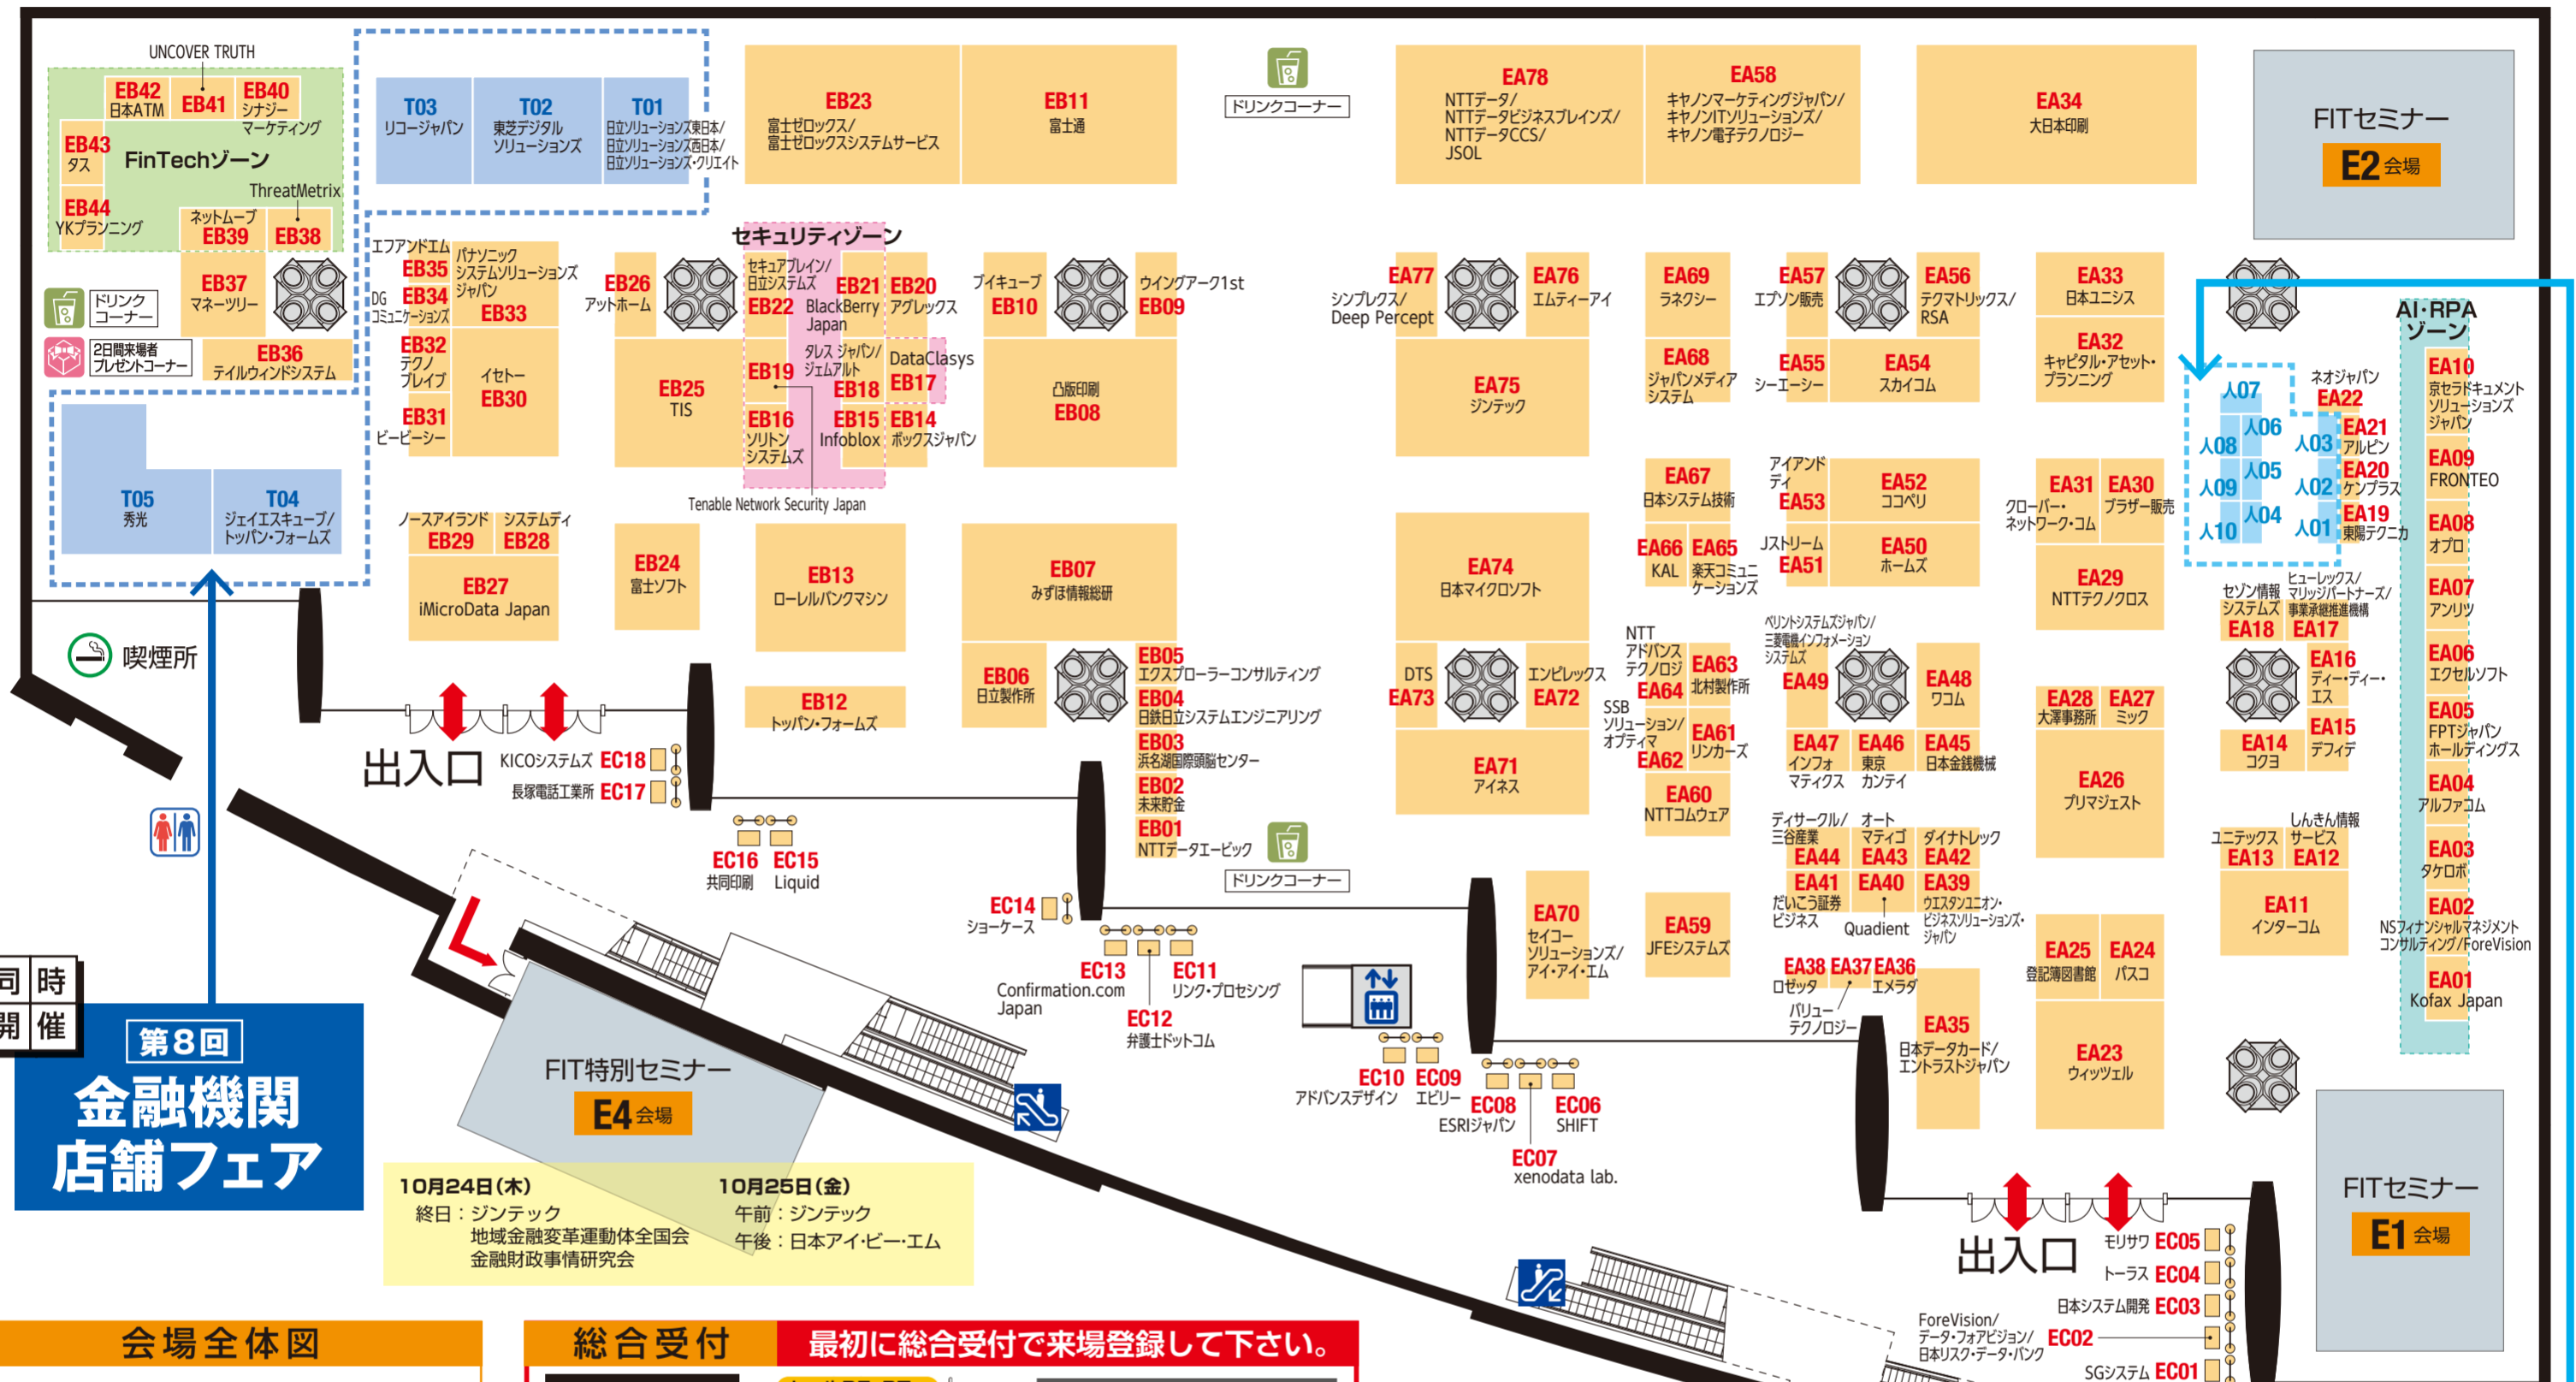 UNCOVER TRUTH
EB42
日本ATM
EB41
EB40
シナジー
マーケティング
EB43
タス
FinTechゾーン
ThreatMetrix
EB44
YKプランニング
ネットムーブ
EB39
EB38
EB37
マネーツリー
ドリンク
コーナー
2日間来場者
プレゼントコーナー
EB36
テイルウィンドシステム
T03
リコージャパン
T02
東芝デジタル
ソリューションズ
T01
日立ソリューションズ東日本/
日立ソリューションズ西日本/
日立ソリューションズ・クリエイト
T05
秀光
T04
ジェイエスキューブ/
トッパン・フォームズ
EB23
富士ゼロックス/
富士ゼロックスシステムサービス
EB11
富士通
ドリンクコーナー
EA78
NTTデータ/
NTTデータビジネスブレインズ/
NTTデータCCS/
JSOL
EA58
キヤノンマーケティングジャパン/
キヤノンITソリューションズ/
キヤノン電子テクノロジー
EA34
大日本印刷
FITセミナー
E2 会場
エフアンドエム
EB35
DG
コミュニケーションズ
EB34
パナソニック
システムソリューションズ
ジャパン
EB33
EB32
テクノ
ブレイブ
EB31
ビービーシー
イセトー
EB30
ノースアイランド
EB29
システムディ
EB28
EB27
iMicroData Japan
EB26
アットホーム
EB25
TIS
EB24
富士ソフト
セキュリティゾーン
セキュアブレイン/
日立システムズ
EB22
EB21
BlackBerry
Japan
EB20
アグレックス
EB19
タレス ジャパン/
ジェムアルト
EB18
DataClasys
EB17
EB16
ソリトン
システムズ
EB15
Infoblox
EB14
ボックスジャパン
Tenable Network Security Japan
ブイキューブ
EB10
ウイングアーク1st
EB09
凸版印刷
EB08
EB13
ローレルバンクマシン
EB12
トッパン・フォームズ
EB07
みずほ情報総研
EB06
日立製作所
EB05
エクスプローラーコンサルティング
EB04
日鉄日立システムエンジニアリング
EB03
浜名湖国際頭脳センター
EB02
未来貯金
EB01
NTTデータエービック
ドリンクコーナー
EA77
シンプレクス/
Deep Percept
EA76
エムティーアイ
EA75
ジンテック
EA74
日本マイクロソフト
DTS
EA73
エンピレックス
EA72
EA71
アイネス
EA70
セイコー
ソリューションズ/
アイ・アイ・エム
EA69
ラネクシー
EA68
ジャパンメディア
システム
EA67
日本システム技術
EA66
KAL
EA65
楽天コミュニ
ケーションズ
NTT
アドバンス
テクノロジ
EA64
EA63
北村製作所
SSB
ソリューション/
オプティマ
EA62
EA61
リンカーズ
EA60
NTTコムウェア
EA59
JFEシステムズ
EA57
エプソン販売
EA56
テクマトリックス/
RSA
EA55
シーエーシー
EA54
スカイコム
アイアンド
ディ
EA53
EA52
ココペリ
Jストリーム
EA51
EA50
ホームズ
ベリントシステムズジャパン/
三菱電機インフォメーション
システムズ
EA49
EA48
ワコム
EA47
インフォ
マティクス
EA46
東京
カンテイ
EA45
日本金銭機械
ディサークル/
三谷産業
EA44
オート
マティゴ
EA43
ダイナトレック
EA42
EA41
だいこう証券
ビジネス
EA40
Quadient
EA39
ウエスタンユニオン・
ビジネスソリューションズ・
ジャパン
EA38
ロゼッタ
EA37
バリュー
テクノロジー
EA36
エメラダ
EA35
日本データカード/
エントラストジャパン
EA33
日本ユニシス
EA32
キャピタル・アセット・
プランニング
EA31
クローバー・
ネットワーク・コム
EA30
ブラザー販売
EA29
NTTテクノクロス
EA28
大澤事務所
EA27
ミック
EA26
プリマジェスト
EA25
登記簿図書館
EA24
パスコ
EA23
ウィッツェル
人07
人06
人08
人05
人09
人04
人10
人03
人02
人01
ネオジャパン
EA22
EA21
アルビン
EA20
ケンプラス
EA19
東陽テクニカ
セゾン情報
システムズ
EA18
ヒューレックス/
マリッジパートナーズ/
事業承継推進機構
EA17
EA16
ディー・ディー・
エス
EA15
デフィデ
EA14
コクヨ
ユニテックス
EA13
しんきん情報
サービス
EA12
EA11
インターコム
AI・RPA
ゾーン
EA10
京セラドキュメント
ソリューションズ
ジャパン
EA09
FRONTEO
EA08
オプロ
EA07
アンリツ
EA06
エクセルソフト
EA05
FPTジャパン
ホールディングス
EA04
アルファコム
EA03
タケロボ
EA02
NSフィナンシャルマネジメント
コンサルティング/ForeVision
EA01
Kofax Japan
喫煙所
出入口
KICOシステムズ EC18
長塚電話工業所 EC17
EC16
共同印刷
EC15
Liquid
EC14
ショーケース
EC13
Confirmation.com
Japan
EC12
弁護士ドットコム
EC11
リンク・プロセシング
EC10
アドバンスデザイン
EC09
エビリー
EC08
ESRIジャパン
EC07
xenodata lab.
EC06
SHIFT
出入口
モリサワ EC05
トーラス EC04
日本システム開発 EC03
ForeVision/
データ・フォアビジョン/
日本リスク・データ・バンク
EC02
SGシステム EC01
FITセミナー
E1 会場
同時
開催
第8回
金融機関
店舗フェア
FIT特別セミナー
E4 会場
10月24日(木)
終日：ジンテック
地域金融変革運動体全国会
金融財政事情研究会
10月25日(金)
午前：ジンテック
午後：日本アイ・ビー・エム
会場全体図
総合受付
最初に総合受付で来場登録して下さい。